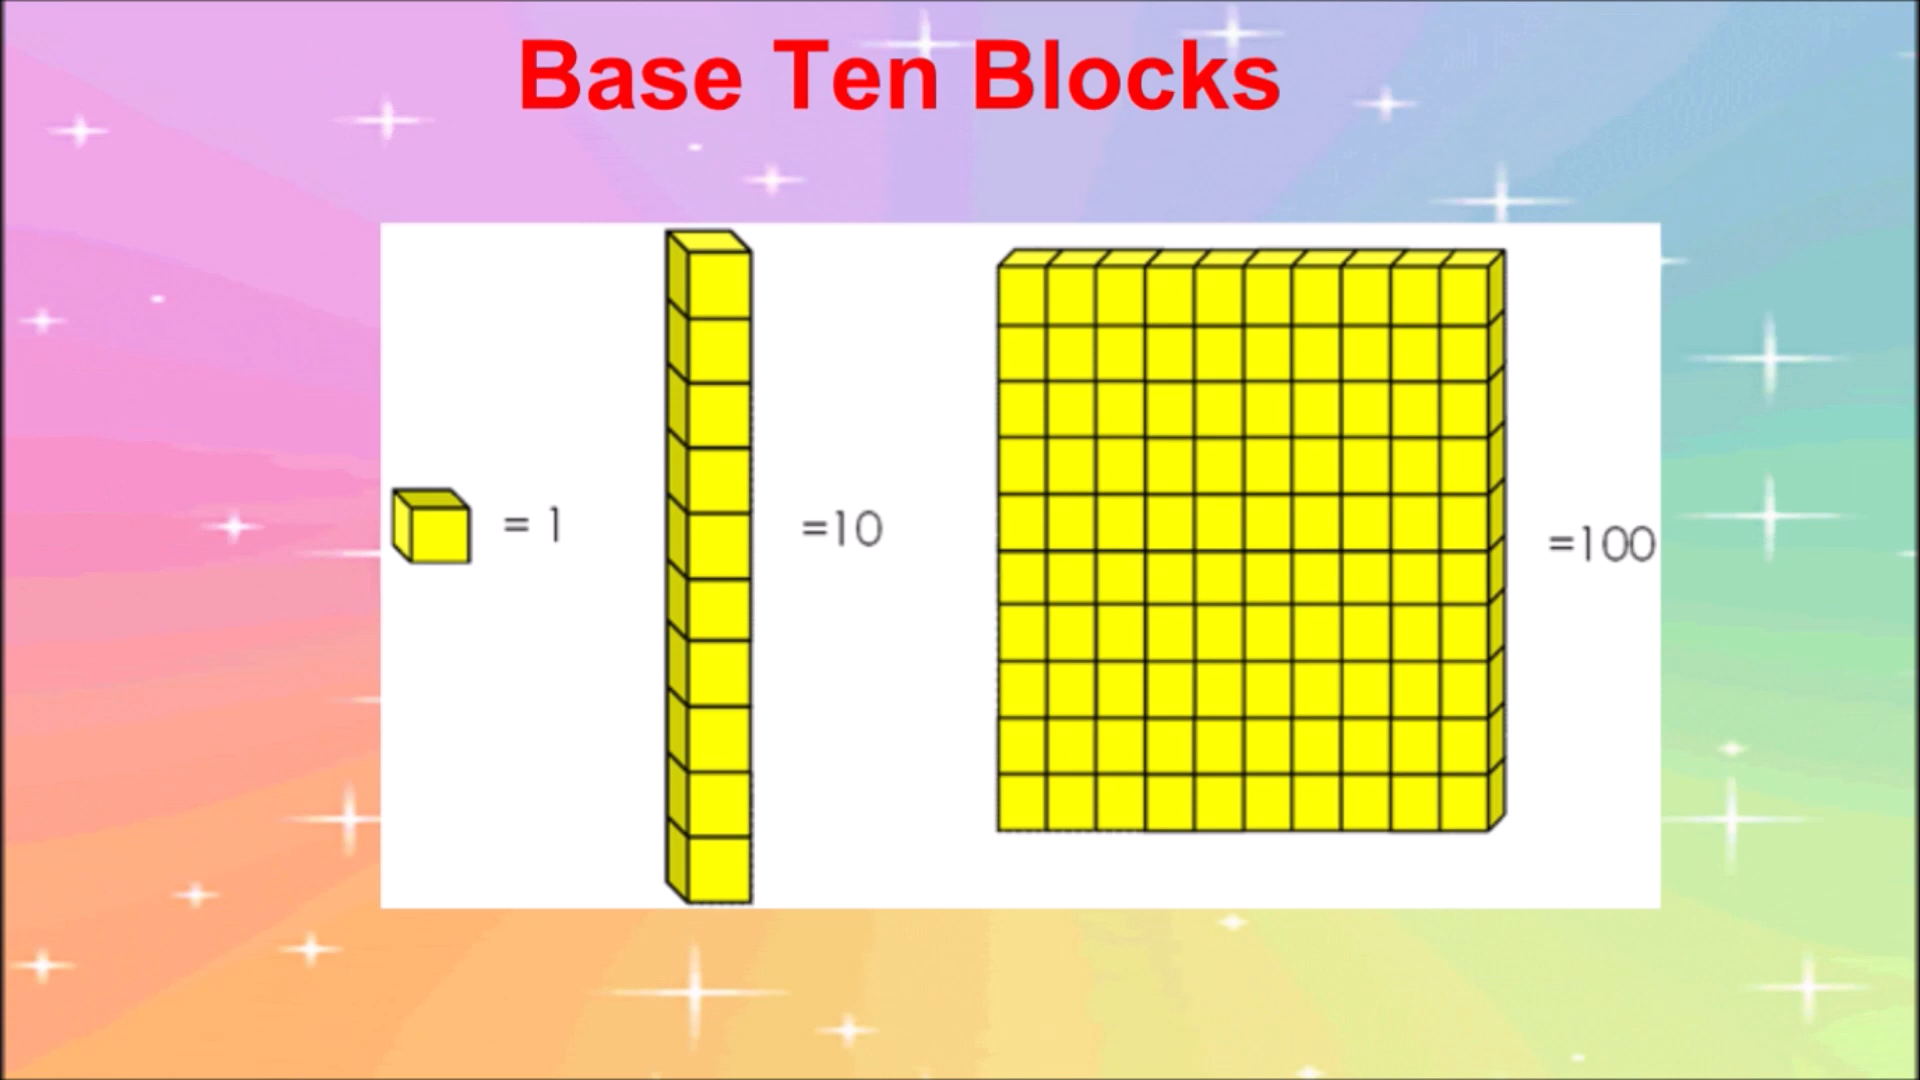 Base Ten Blocks
= 1
=10
=100